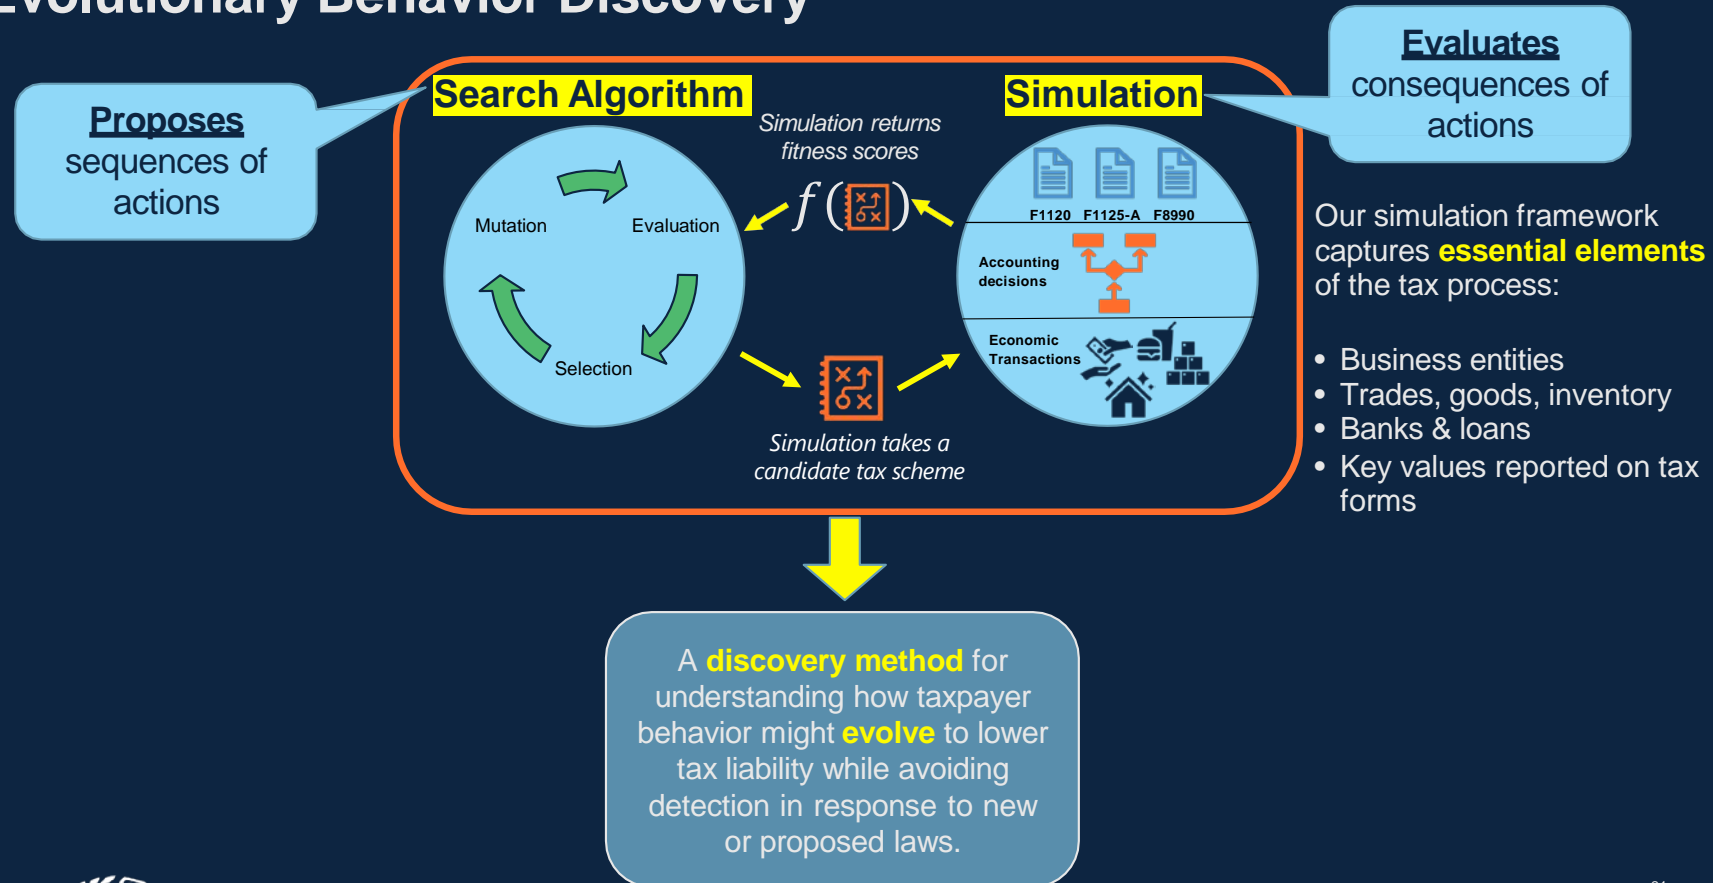 Evolutionary Behavior Discovery
Proposes
sequences of
actions
Search Algorithm
Mutation
Evaluation
Selection
Simulation returns
fitness scores
f ( )
Simulation takes a
candidate tax scheme
Simulation
F1120 F1125-A F8990
Accounting
decisions
Economic
Transactions
Evaluates
consequences of
actions
Our simulation framework
captures essential elements
of the tax process:
• Business entities
• Trades, goods, inventory
• Banks & loans
• Key values reported on tax
forms
A discovery method for
understanding how taxpayer
behavior might evolve to lower
tax liability while avoiding
detection in response to new
or proposed laws.